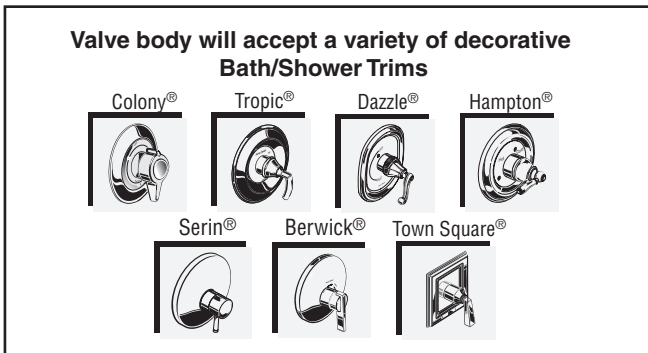 Valve body will accept a variety of decorative
Bath/Shower Trims
Colony® Tropic® Dazzle® Hampton®
Serin® Berwick® Town Square®